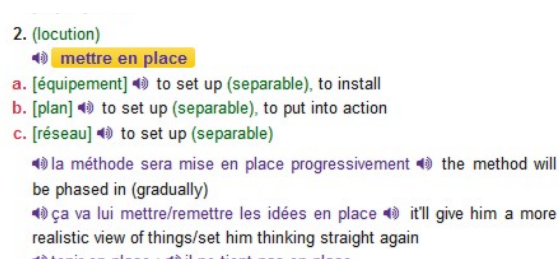 2. (locution)
mettre en place
a. [équipement] to set up (separable), to install
b. [plan] to set up (separable), to put into action
c. [réseau] to set up (separable)
la méthode sera mise en place progressivement the method will
be phased in (gradually)
ça va lui mettre/remettre les idées en place it'll give him a more
realistic view of things/set him thinking straight again